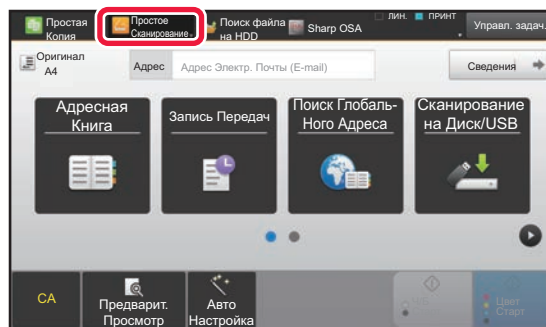 Простая
Копия
Простое
Сканирование
Поиск файла
на HDD
Sharp OSA
ЛИН.
ПРИНТ
Управл. задач.
Оригинал
A4
Адрес
Адрес Электр. Почты (E-mail)
Сведения
Адресная
Книга
Запись Передач
Поиск Глобаль-
Ного Адреса
Сканирование
на Диск/USB
CA
Предварит.
Просмотр
Авто
Настройка
Ч/Б
Старт
Цвет
Старт